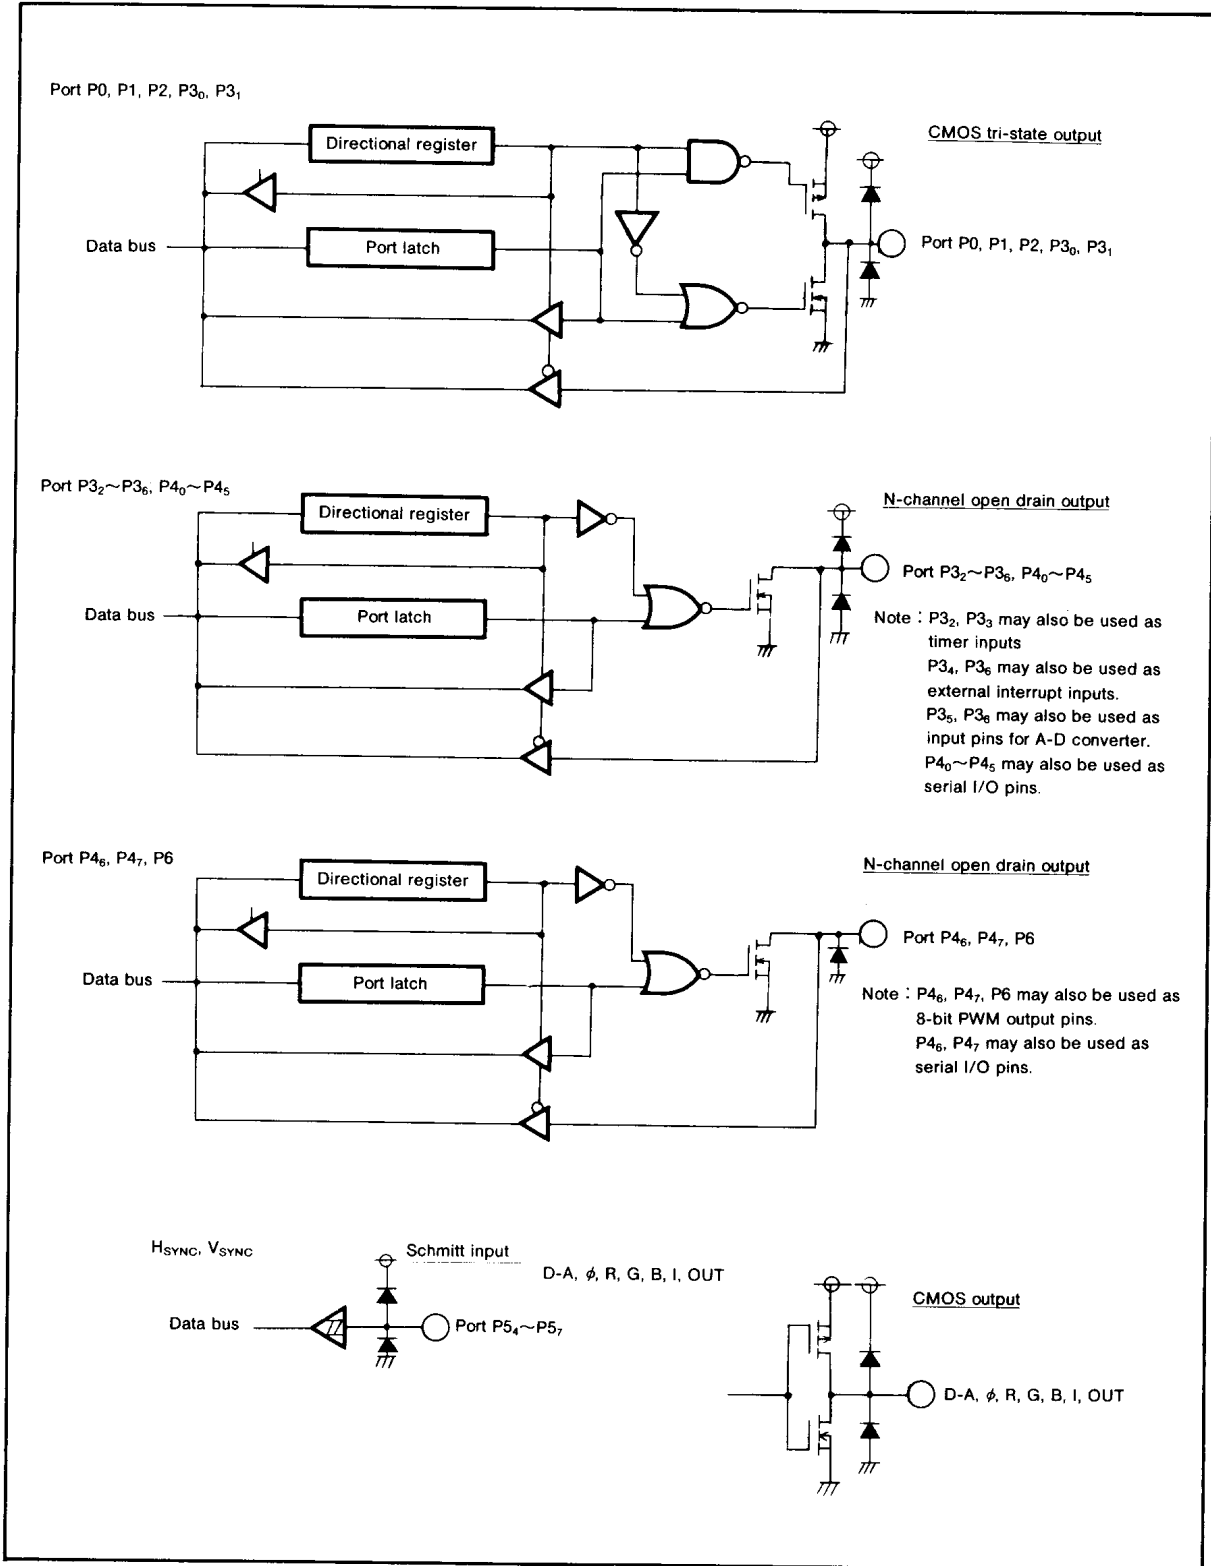 Port P0, P1, P2, P3₀, P3₁
CMOS tri-state output
Directional register
Data bus
Port latch
Port P0, P1, P2, P3₀, P3₁
Port P3₂~P3₆, P4₀~P4₅
N-channel open drain output
Directional register
Port P3₂~P3₆, P4₀~P4₅
Data bus
Port latch
Note : P3₂, P3₃ may also be used as
timer inputs
P3₄, P3₆ may also be used as
external interrupt inputs.
P3₅, P3₆ may also be used as
input pins for A-D converter.
P4₀~P4₅ may also be used as
serial I/O pins.
Port P4₆, P4₇, P6
N-channel open drain output
Directional register
Port P4₆, P4₇, P6
Data bus
Port latch
Note : P4₆, P4₇, P6 may also be used as
8-bit PWM output pins.
P4₆, P4₇ may also be used as
serial I/O pins.
HSYNC, VSYNC
Schmitt input
D-A, ϕ, R, G, B, I, OUT
CMOS output
Data bus
Port P5₄~P5₇
D-A, ϕ, R, G, B, I, OUT